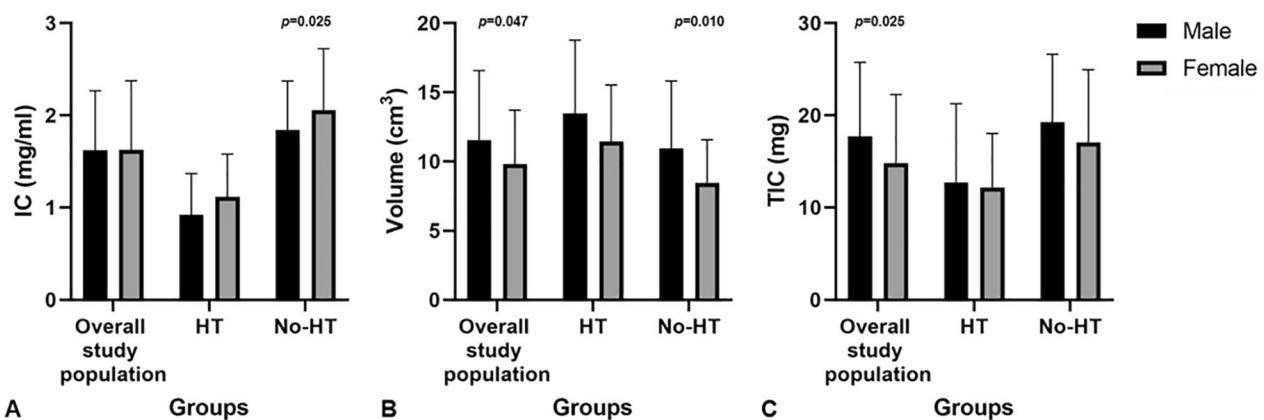 IC (mg/ml)
3
2
1
0
p=0.025
Overall
study
population
HT
No-HT
Groups
A
Volume (cm³)
20
15
10
5
0
p=0.047
p=0.010
Overall
study
population
HT
No-HT
Groups
B
TIC (mg)
30
20
10
0
p=0.025
Overall
study
population
HT
No-HT
Groups
C
Male
Female